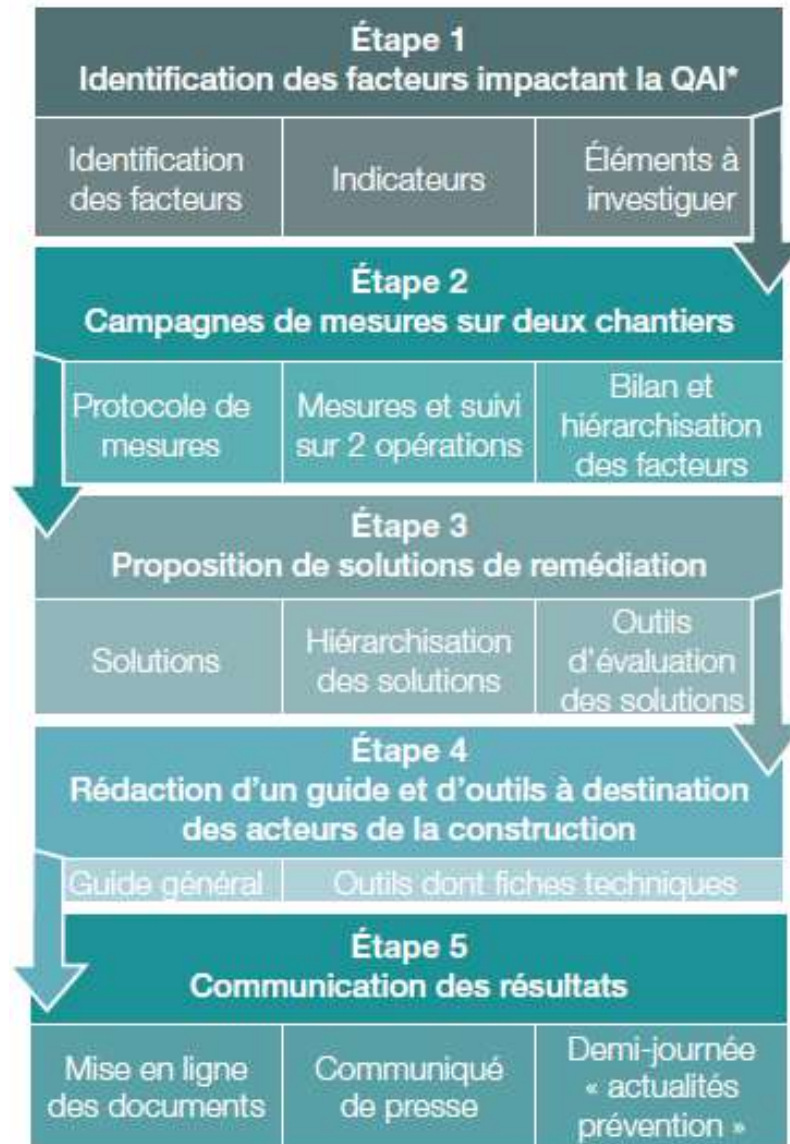 Étape 1
Identification des facteurs impactant la QAI*
Identification
des facteurs
Indicateurs
Éléments à
investiguer
Étape 2
Campagnes de mesures sur deux chantiers
Protocole de
mesures
Mesures et suivi
sur 2 opérations
Bilan et
hiérarchisation
des facteurs
Étape 3
Proposition de solutions de remédiation
Solutions
Hiérarchisation
des solutions
Outils
d'évaluation
des solutions
Étape 4
Rédaction d'un guide et d'outils à destination
des acteurs de la construction
Guide général
Outils dont fiches techniques
Étape 5
Communication des résultats
Mise en ligne
des documents
Communiqué
de presse
Demi-journée
« actualités
prévention »